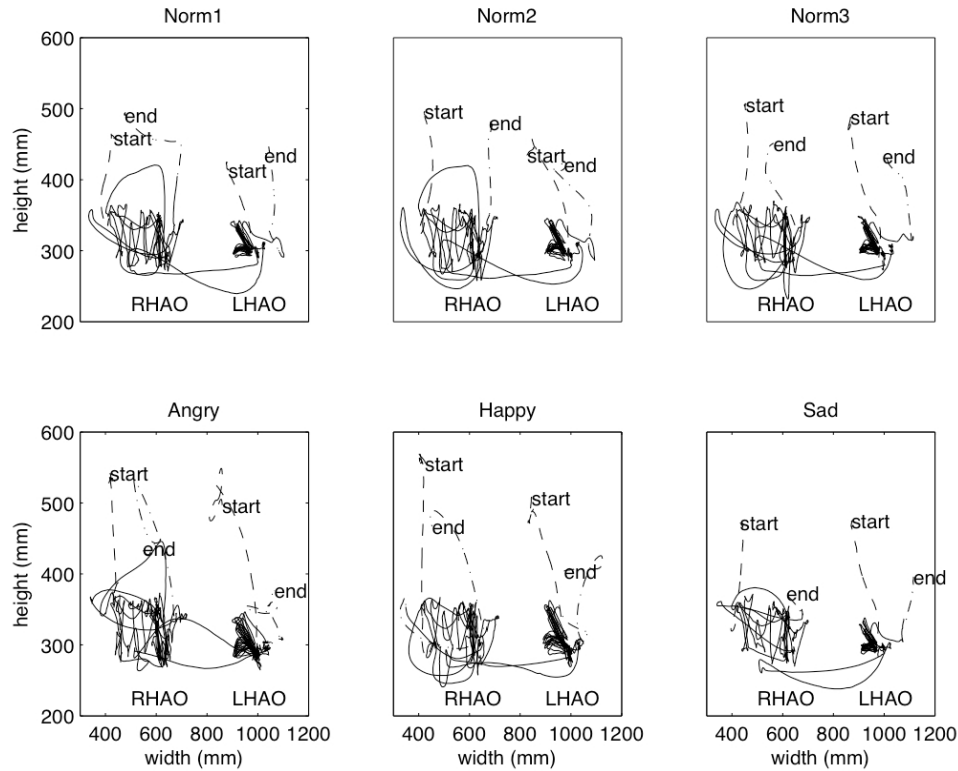 Norm1 Norm2 Norm3
600
500
400
300
200
height (mm)
end
start
start
end
RHAO LHAO
start
end
start
end
RHAO LHAO
start
end
start
end
RHAO LHAO
Angry Happy Sad
600
500
400
300
200
height (mm)
start
end
start
end
RHAO LHAO
start
end
start
end
RHAO LHAO
start
end
start
end
RHAO LHAO
400 600 800 1000 1200
400 600 800 1000 1200
400 600 800 1000 1200
width (mm) width (mm) width (mm)